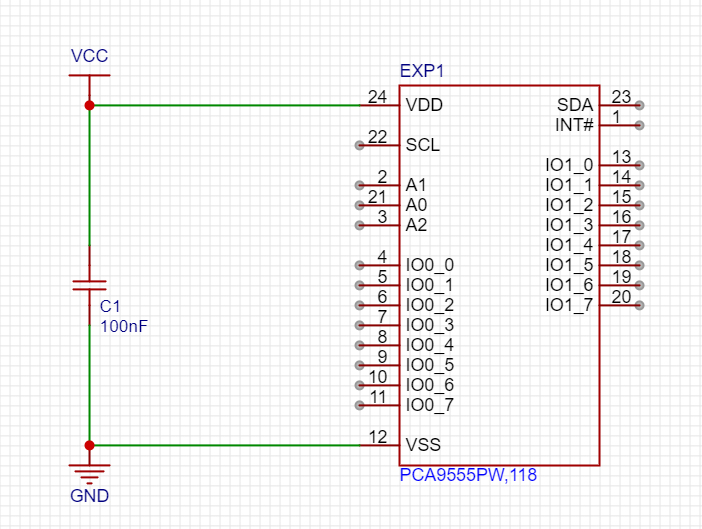 VCC
EXP1
24 VDD
SDA 23
INT# 1
22 SCL
IO1_0 13
2 A1
IO1_1 14
21 A0
IO1_2 15
3 A2
IO1_3 16
IO1_4 17
4 IO0_0
IO1_5 18
5 IO0_1
IO1_6 19
6 IO0_2
IO1_7 20
7 IO0_3
8 IO0_4
9 IO0_5
10 IO0_6
11 IO0_7
C1
100nF
12 VSS
PCA9555PW,118
GND